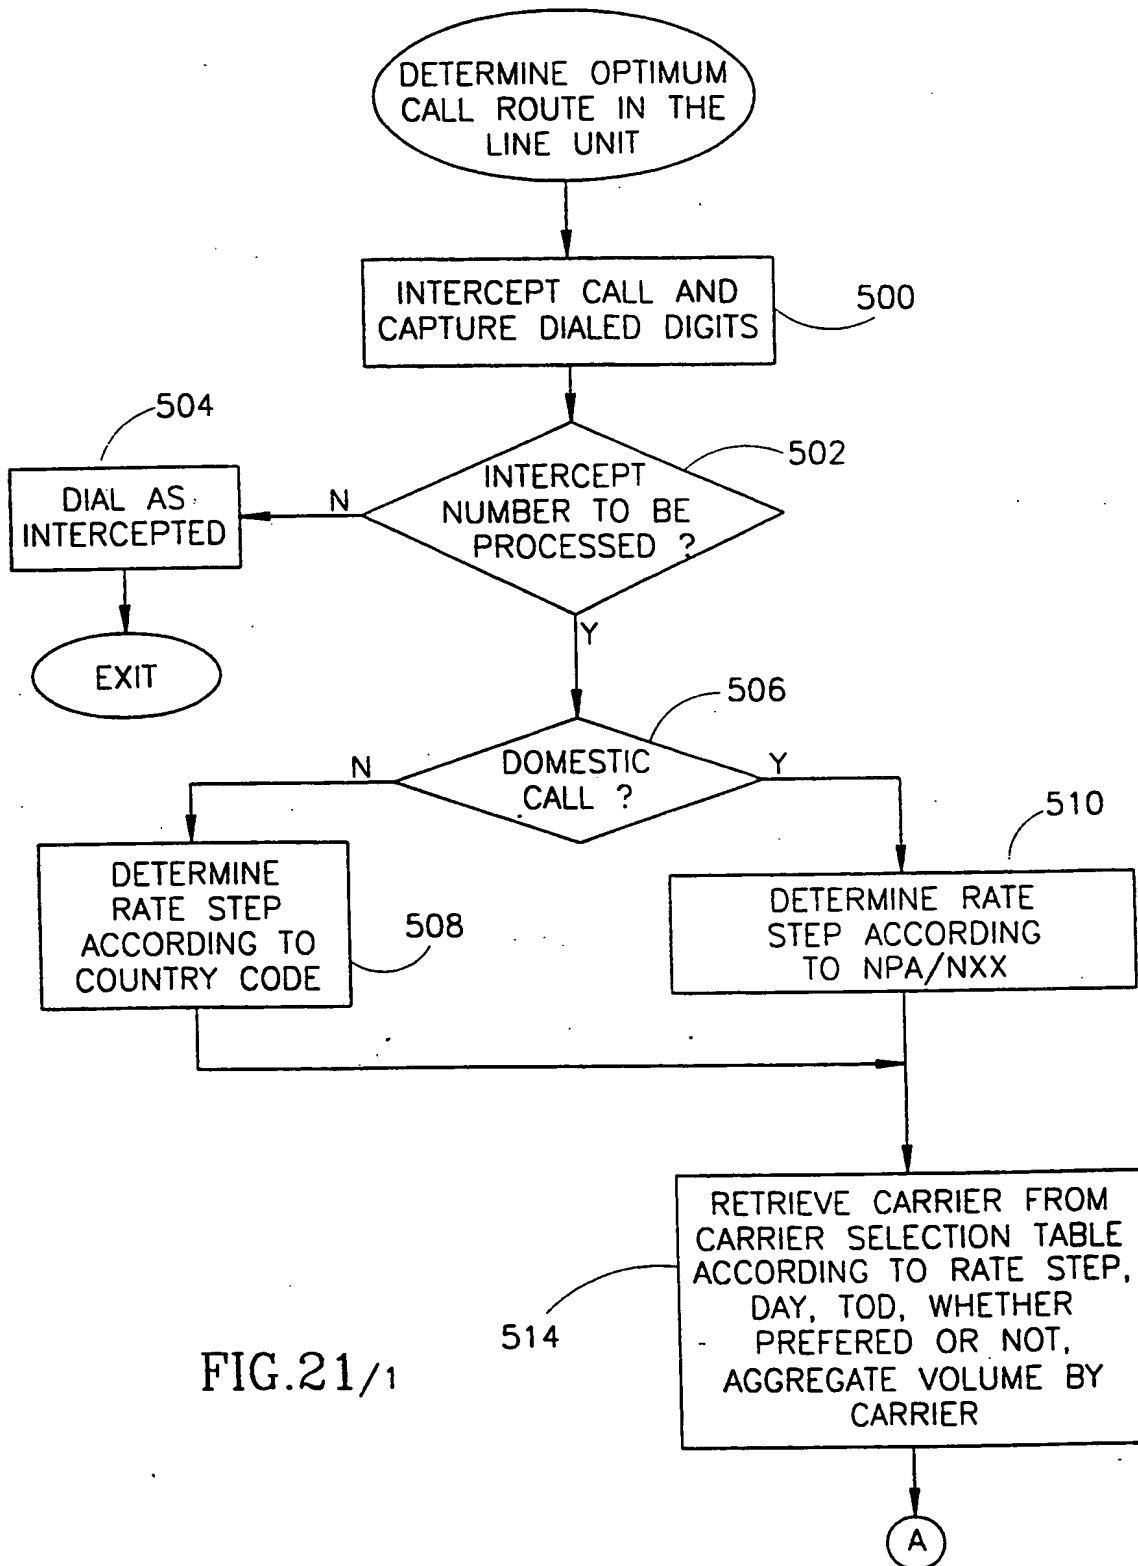 DETERMINE OPTIMUM
CALL ROUTE IN THE
LINE UNIT
INTERCEPT CALL AND
CAPTURE DIALED DIGITS
500
504
502
INTERCEPT
NUMBER TO BE
PROCESSED ?
N
DIAL AS
INTERCEPTED
Y
EXIT
506
DOMESTIC
CALL ?
N
Y
510
DETERMINE
RATE STEP
ACCORDING TO
COUNTRY CODE
508
DETERMINE RATE
STEP ACCORDING
TO NPA/NXX
RETRIEVE CARRIER FROM
CARRIER SELECTION TABLE
ACCORDING TO RATE STEP,
DAY, TOD, WHETHER
PREFERED OR NOT,
AGGREGATE VOLUME BY
CARRIER
514
FIG.21/1
A